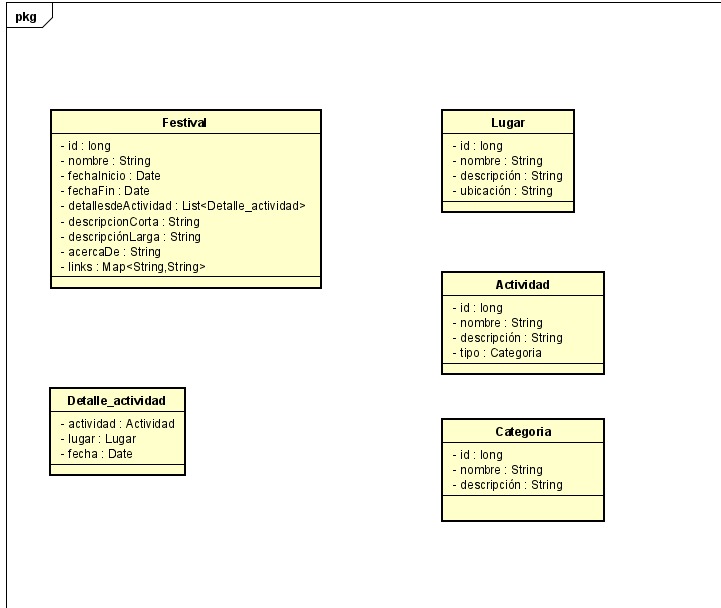 pkg
Festival
- id : long
- nombre : String
- fechaInicio : Date
- fechaFin : Date
- detallesdeActividad : List<Detalle_actividad>
- descripcionCorta : String
- descripciónLarga : String
- acercaDe : String
- links : Map<String,String>
Lugar
- id : long
- nombre : String
- descripción : String
- ubicación : String
Actividad
- id : long
- nombre : String
- descripción : String
- tipo : Categoria
Detalle_actividad
- actividad : Actividad
- lugar : Lugar
- fecha : Date
Categoria
- id : long
- nombre : String
- descripción : String